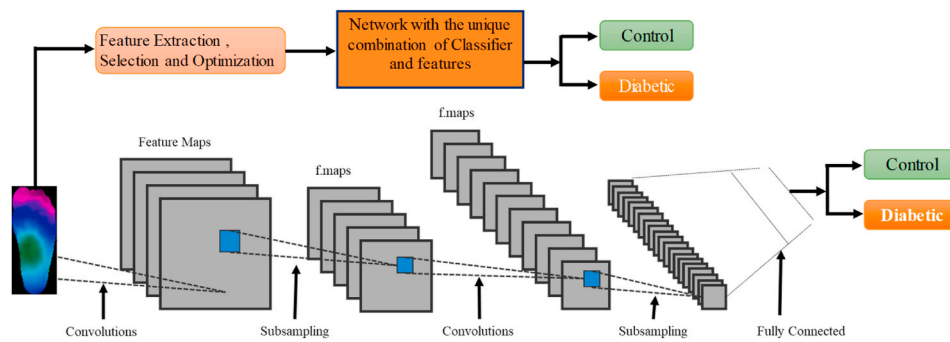 Feature Extraction ,
Selection and Optimization
Network with the unique
combination of Classifier
and features
Control
Diabetic
Feature Maps
f.maps
f.maps
Control
Diabetic
Convolutions
Subsampling
Convolutions
Subsampling
Fully Connected